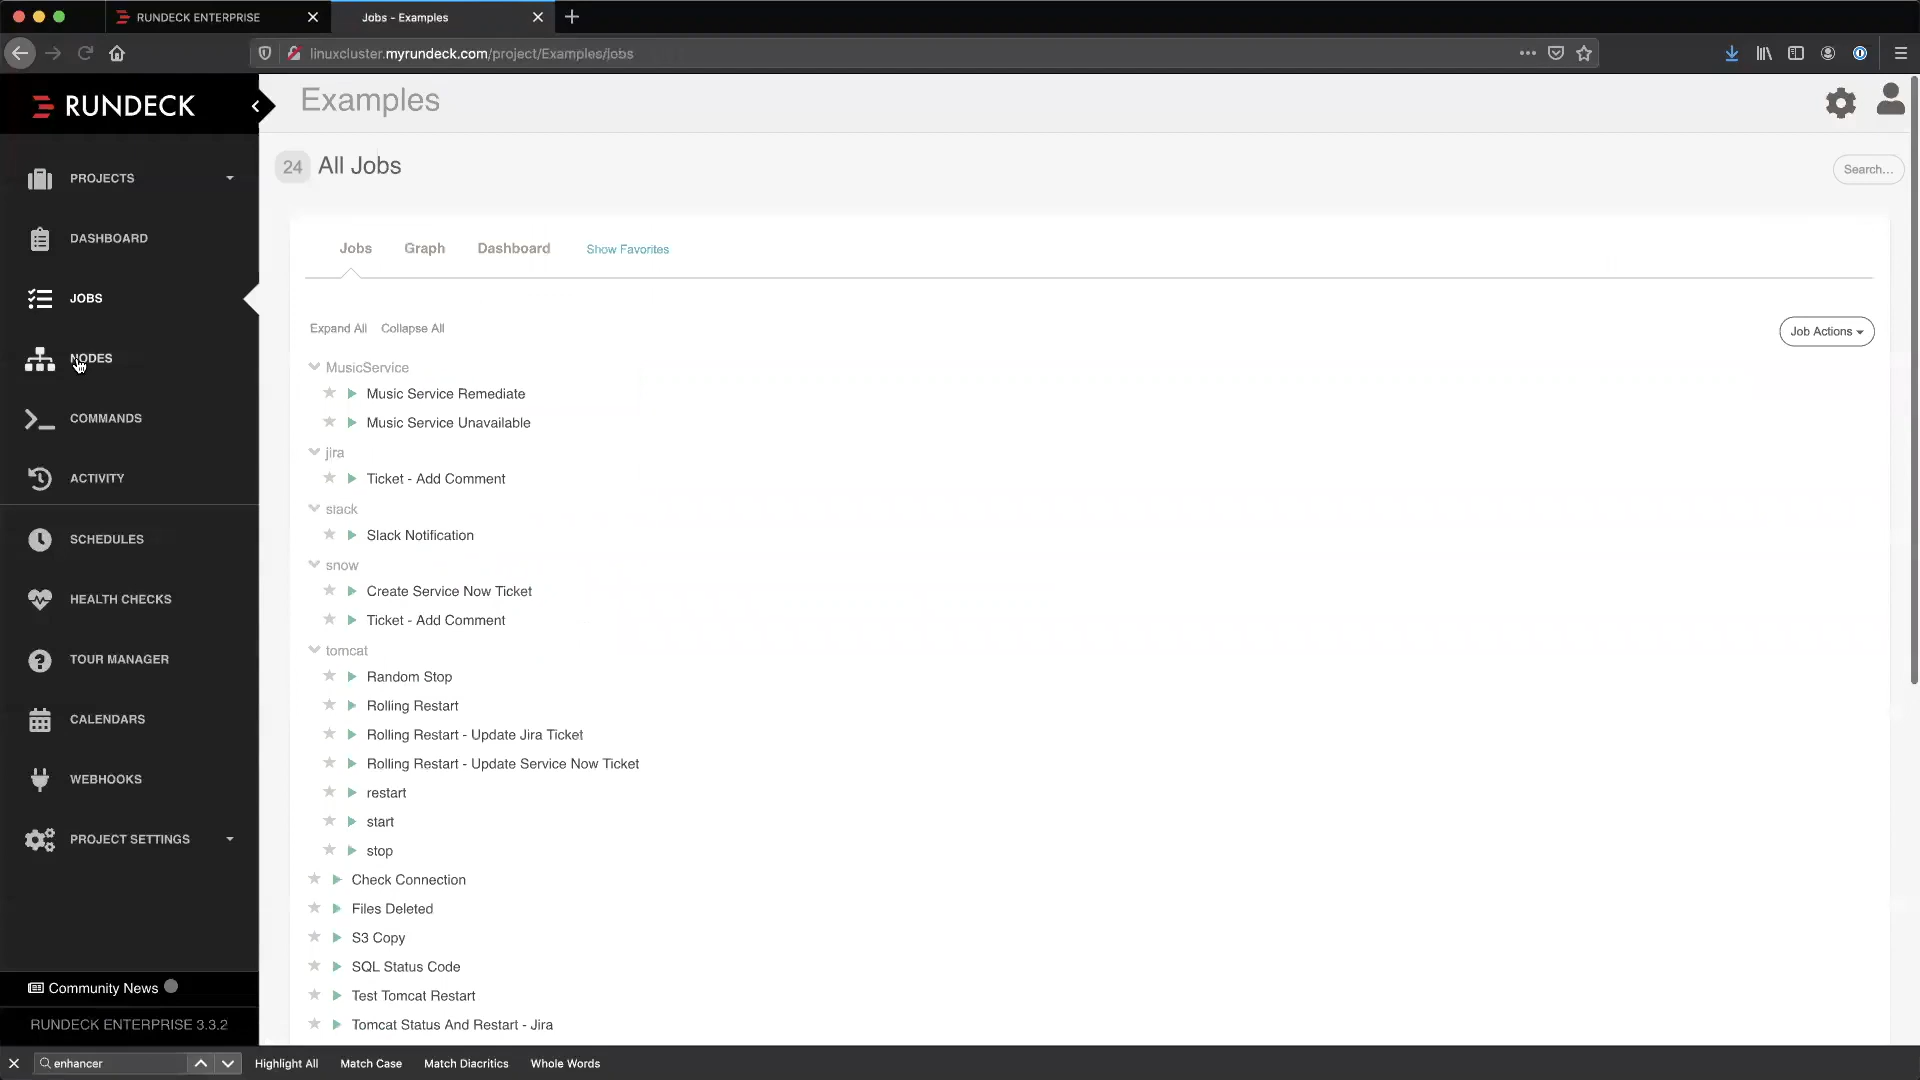 RUNDECK ENTERPRISE
Jobs - Examples
linuxcluster.myrundeck.com/project/Examples/jobs
RUNDECK
Examples
PROJECTS
DASHBOARD
JOBS
NODES
COMMANDS
ACTIVITY
SCHEDULES
HEALTH CHECKS
TOUR MANAGER
CALENDARS
WEBHOOKS
PROJECT SETTINGS
Community News
RUNDECK ENTERPRISE 3.3.2
24 All Jobs
Search...
Jobs Graph Dashboard Show Favorites
Expand All Collapse All
Job Actions
MusicService
Music Service Remediate
Music Service Unavailable
jira
Ticket - Add Comment
slack
Slack Notification
snow
Create Service Now Ticket
Ticket - Add Comment
tomcat
Random Stop
Rolling Restart
Rolling Restart - Update Jira Ticket
Rolling Restart - Update Service Now Ticket
restart
start
stop
Check Connection
Files Deleted
S3 Copy
SQL Status Code
Test Tomcat Restart
Tomcat Status And Restart - Jira
enhancer Highlight All Match Case Match Diacritics Whole Words